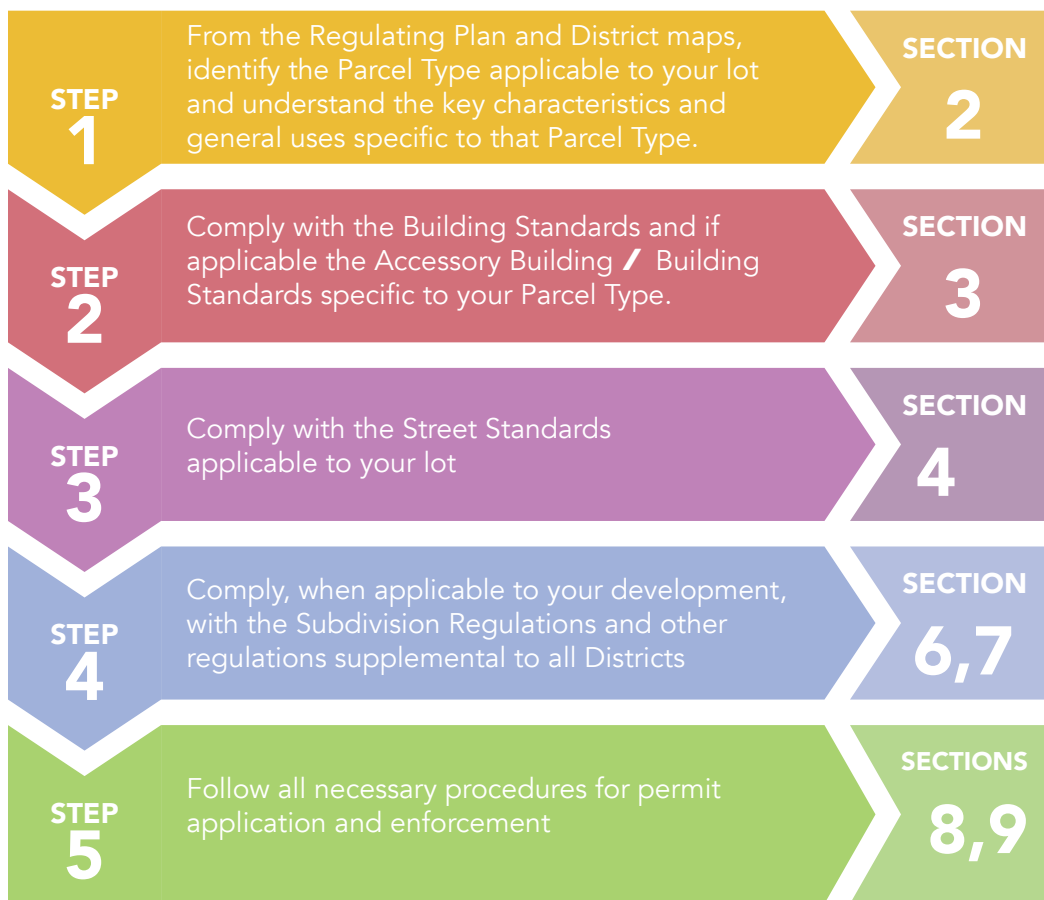 STEP
1
From the Regulating Plan and District maps,
identify the Parcel Type applicable to your lot
and understand the key characteristics and
general uses specific to that Parcel Type.
SECTION
2
STEP
2
Comply with the Building Standards and if
applicable the Accessory Building / Building
Standards specific to your Parcel Type.
SECTION
3
STEP
3
Comply with the Street Standards
applicable to your lot
SECTION
4
STEP
4
Comply, when applicable to your development,
with the Subdivision Regulations and other
regulations supplemental to all Districts
SECTION
6,7
STEP
5
Follow all necessary procedures for permit
application and enforcement
SECTIONS
8,9